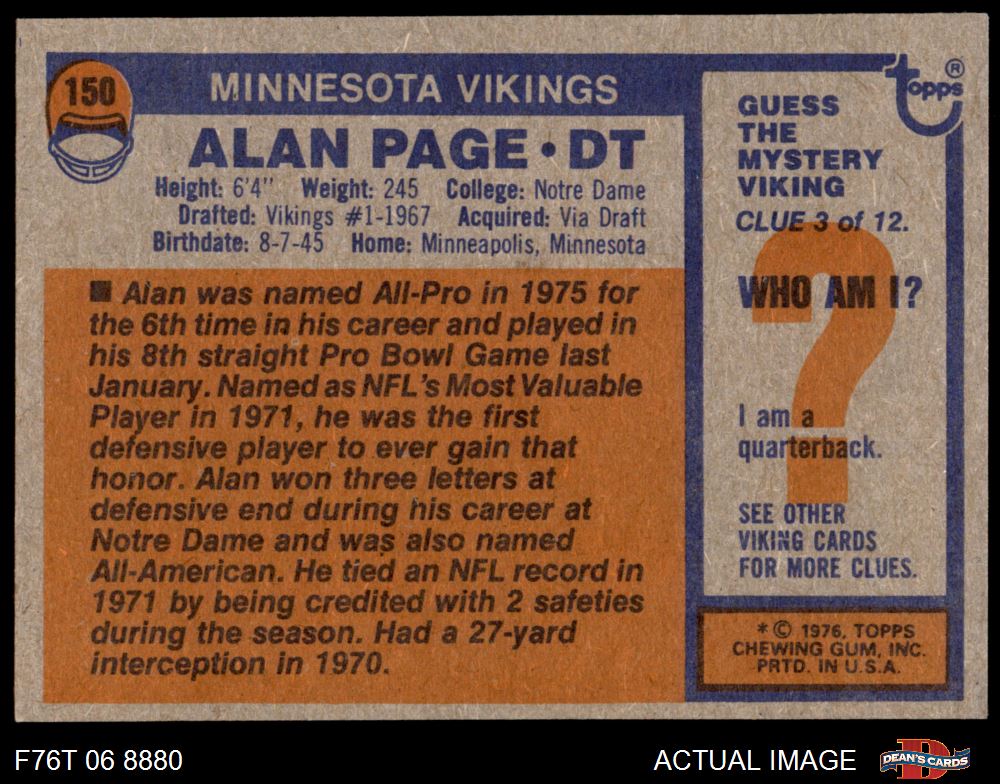 150
MINNESOTA VIKINGS
ALAN PAGE • DT
Height: 6'4" Weight: 245 College: Notre Dame
Drafted: Vikings #1-1967 Acquired: Via Draft
Birthdate: 8-7-45 Home: Minneapolis, Minnesota
■ Alan was named All-Pro in 1975 for
the 6th time in his career and played in
his 8th straight Pro Bowl Game last
January. Named as NFL's Most Valuable
Player in 1971, he was the first
defensive player to ever gain that
honor. Alan won three letters at
defensive end during his career at
Notre Dame and was also named
All-American. He tied an NFL record in
1971 by being credited with 2 safeties
during the season. Had a 27-yard
interception in 1970.
topps®
GUESS
THE
MYSTERY
VIKING
CLUE 3 of 12.
?
WHO AM I?
I am a
quarterback.
SEE OTHER
VIKING CARDS
FOR MORE CLUES.
* © 1976, TOPPS
CHEWING GUM, INC.
PRTD. IN U.S.A.
F76T 06 8880
ACTUAL IMAGE
D
DEAN'S CARDS